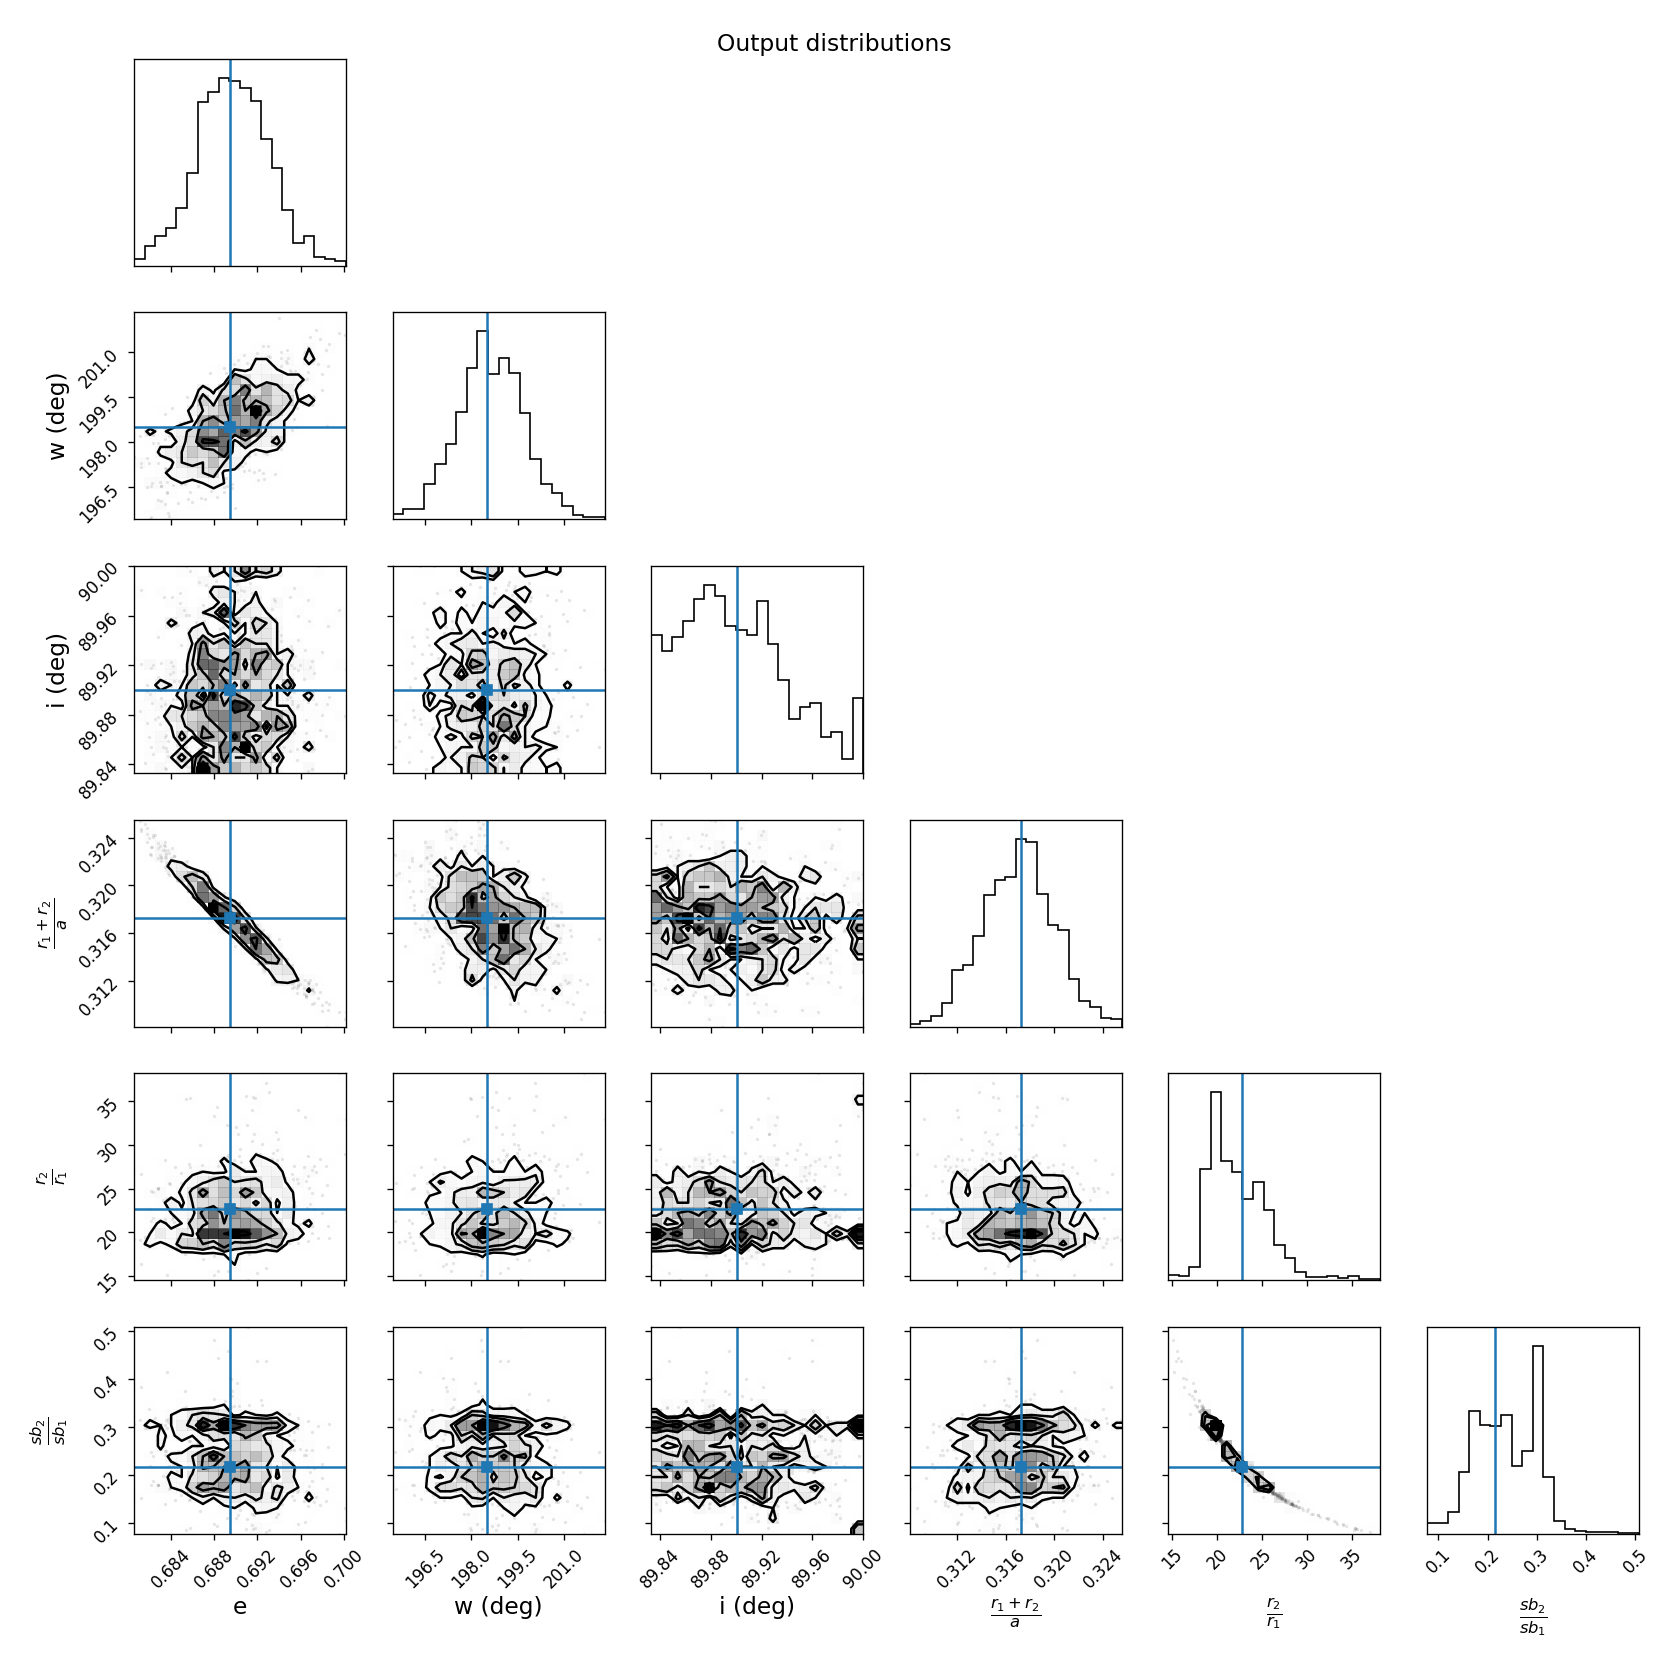 Output distributions
w (deg)
201.0
199.5
198.0
196.5
i (deg)
90.00
89.96
89.92
89.88
89.84
r₁ + r₂
a
0.324
0.320
0.316
0.312
r₂
r₁
35
30
25
20
15
sb₂
sb₁
0.5
0.4
0.3
0.2
0.1
0.684 0.688 0.692 0.696 0.700
196.5 198.0 199.5 201.0
89.84 89.88 89.92 89.96 90.00
0.312 0.316 0.320 0.324
15 20 25 30 35
0.1 0.2 0.3 0.4 0.5
e
w (deg)
i (deg)
r₁ + r₂
a
r₂
r₁
sb₂
sb₁